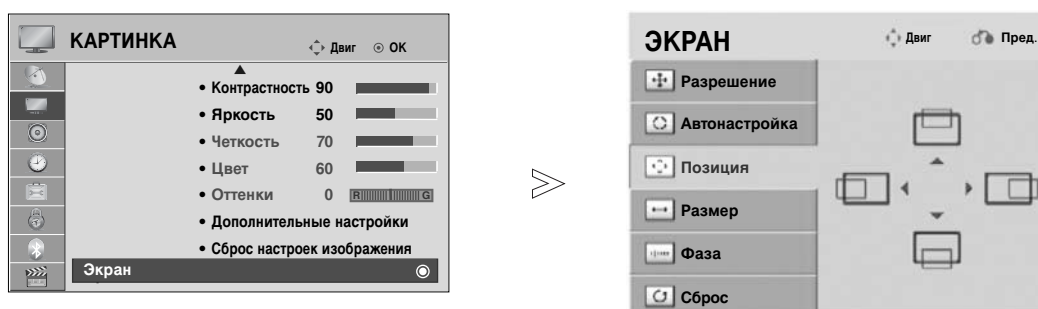 КАРТИНКА
Двиг
ОК
• Контрастность 90
• Яркость 50
• Четкость 70
• Цвет 60
• Оттенки 0 R G
• Дополнительные настройки
• Сброс настроек изображения
Экран
ЭКРАН
Двиг
Пред.
Разрешение
Автонастройка
Позиция
Размер
Фаза
Сброс